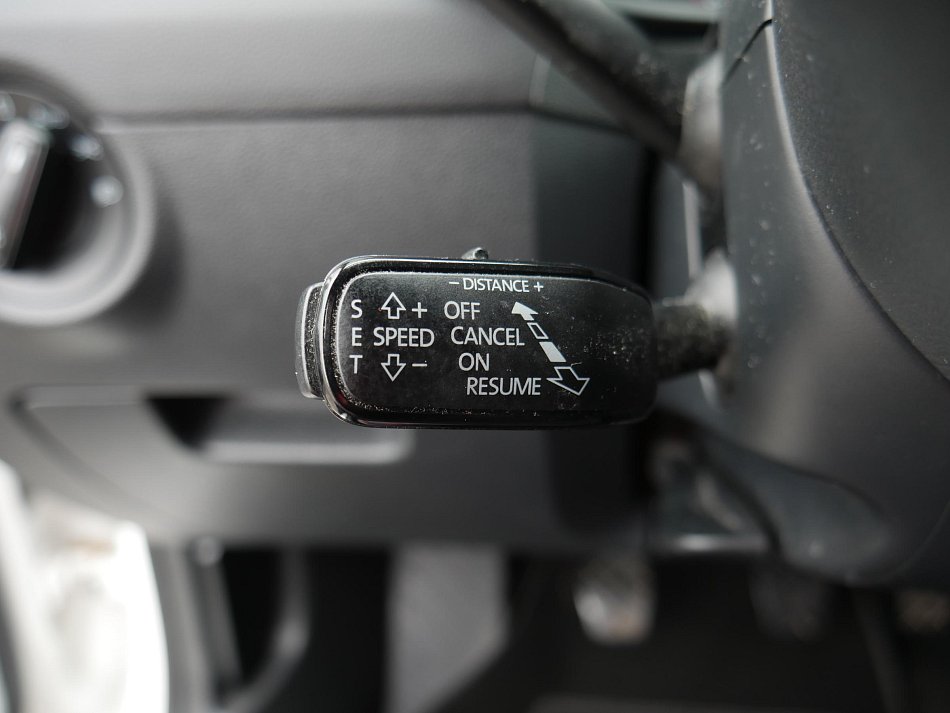 − DISTANCE +
S + OFF
E SPEED CANCEL
T − ON
RESUME